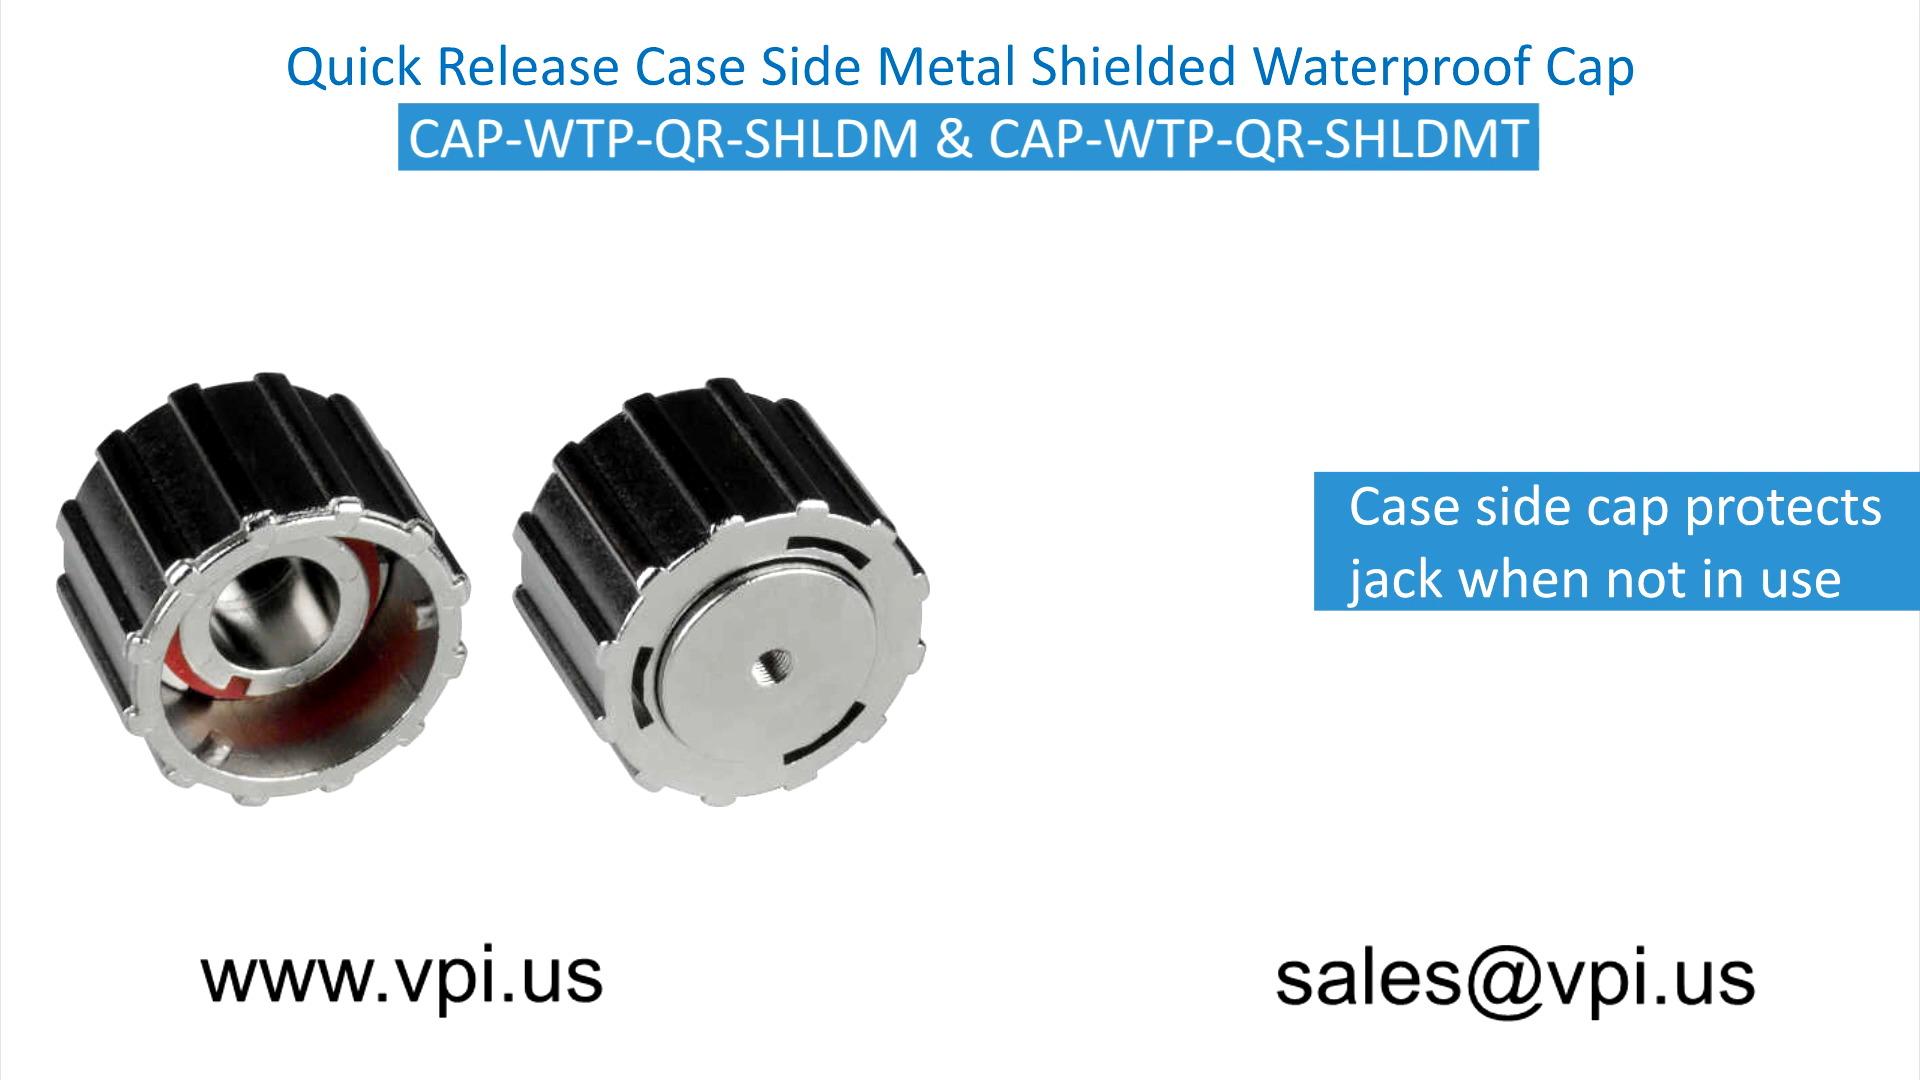 Quick Release Case Side Metal Shielded Waterproof Cap
CAP-WTP-QR-SHLDM & CAP-WTP-QR-SHLDMT
Case side cap protects
jack when not in use
www.vpi.us
sales@vpi.us